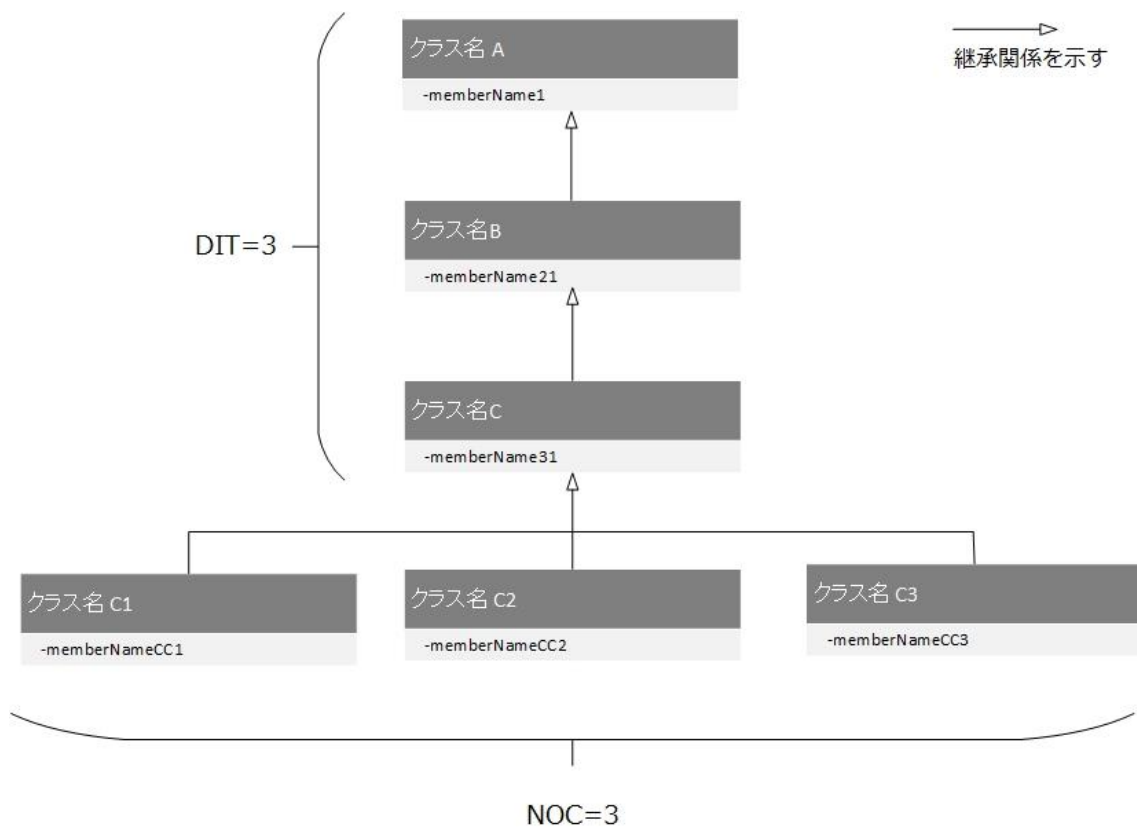 クラス名 A
-memberName1
継承関係を示す
クラス名B
-memberName21
DIT=3
クラス名C
-memberName31
クラス名 C1
-memberNameCC1
クラス名 C2
-memberNameCC2
クラス名 C3
-memberNameCC3
NOC=3